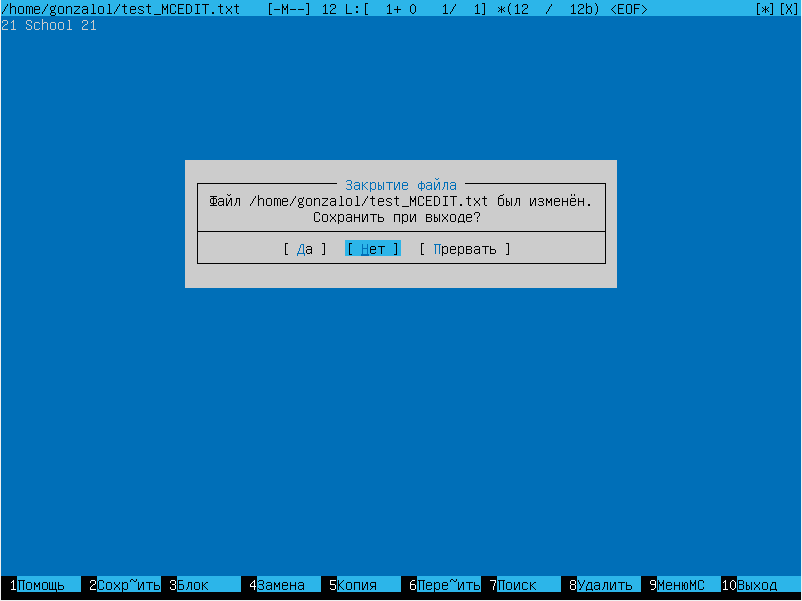 /home/gonzalol/test_MCEDIT.txt [-M--] 12 L:[ 1+ 0 1/ 1] *(12 / 12b) <EOF> [*][X]
21 School 21
Закрытие файла
Файл /home/gonzalol/test_MCEDIT.txt был изменён.
Сохранить при выходе?
[ Да ] [ Нет ] [ Прервать ]
1Помощь 2Сохр~ить 3Блок 4Замена 5Копия 6Пере~ить 7Поиск 8Удалить 9МенюMC 10Выход